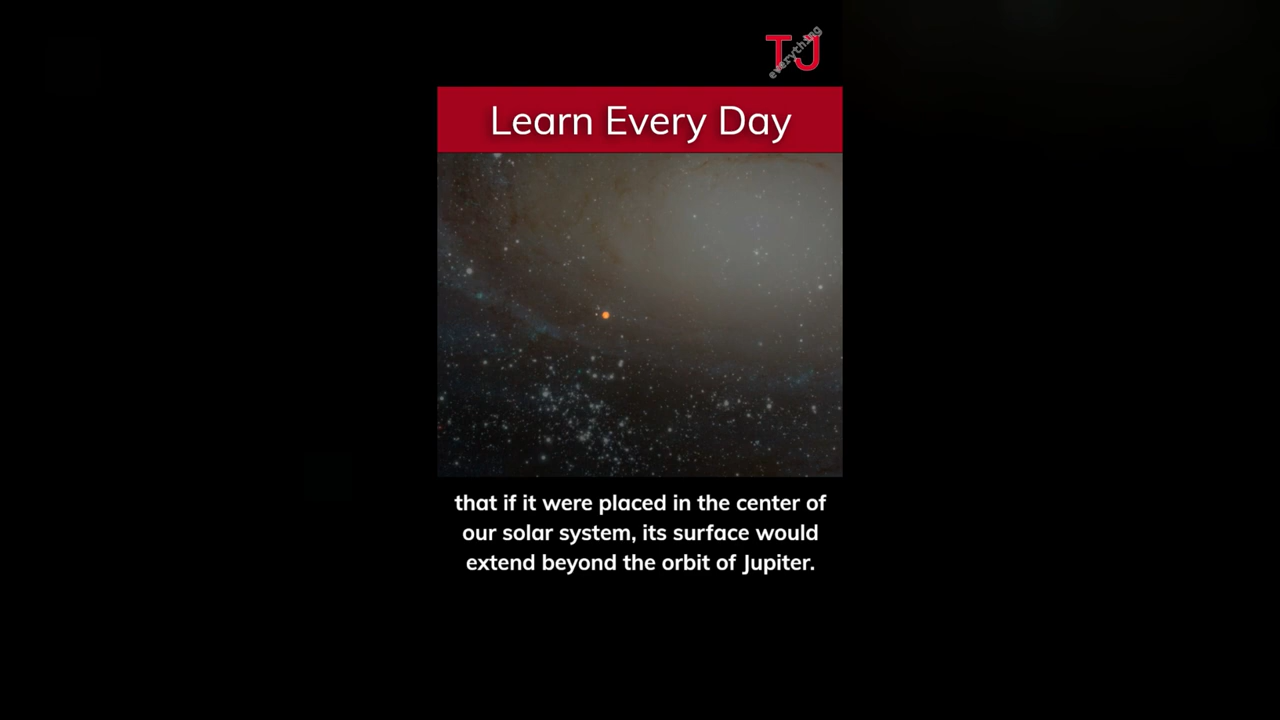 TJ
everything
Learn Every Day
that if it were placed in the center of
our solar system, its surface would
extend beyond the orbit of Jupiter.